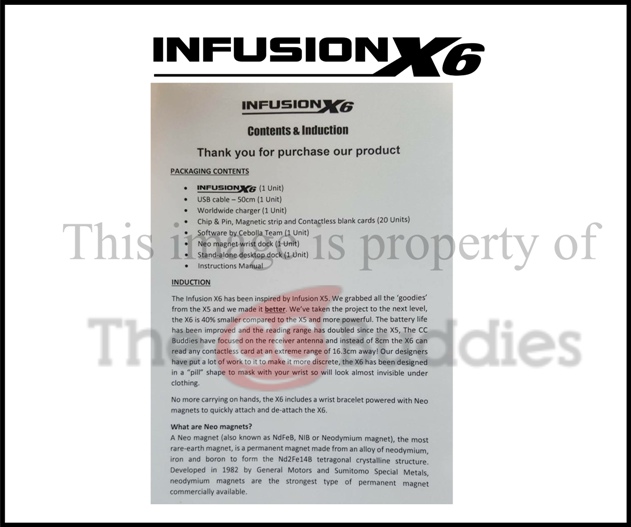 INFUSION X6
INFUSION X6
Contents & Induction
Thank you for purchase our product
PACKAGING CONTENTS
• INFUSION X6 (1 Unit)
• USB cable – 50cm (1 Unit)
• Worldwide charger (1 Unit)
• Chip & Pin, Magnetic strip and Contactless blank cards (20 Units)
• Software by Cebolla Team (1 Unit)
This image is property of
• Neo magnet wrist dock (1 Unit)
• Stand-alone desktop dock (1 Unit)
• Instructions Manual
INDUCTION
The Infusion X6 has been inspired by Infusion X5. We grabbed all the 'goodies'
from the X5 and we made it better. We've taken the project to the next level,
the X6 is 40% smaller compared to the X5 and more powerful. The battery life
has been improved and the reading range has doubled since the X5, The CC
The CC Buddies
Buddies have focused on the receiver antenna and instead of 8cm the X6 can
read any contactless card at an extreme range of 16.3cm away! Our designers
have put a lot of work to it to make it more discrete, the X6 has been designed
in a "pill" shape to mask with your wrist so will look almost invisible under
clothing.
No more carrying on hands, the X6 includes a wrist bracelet powered with Neo
magnets to quickly attach and de-attach the X6.
What are Neo magnets?
A Neo magnet (also known as NdFeB, NIB or Neodymium magnet), the most
rare-earth magnet, is a permanent magnet made from an alloy of neodymium,
iron and boron to form the Nd2Fe14B tetragonal crystalline structure.
Developed in 1982 by General Motors and Sumitomo Special Metals,
neodymium magnets are the strongest type of permanent magnet
commercially available.